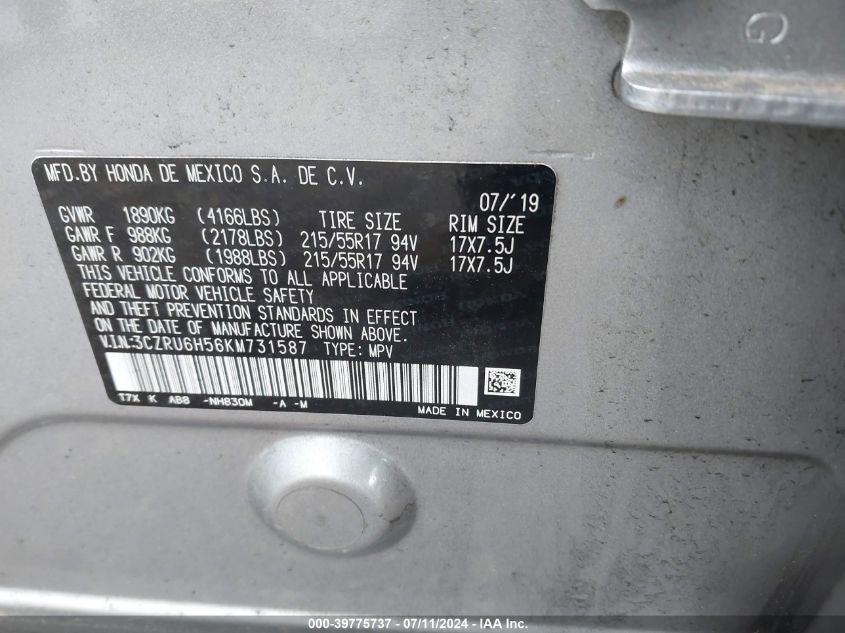 G
MFD.BY HONDA DE MEXICO S.A. DE C.V.
07/'19
GVWR 1890KG (4166LBS) TIRE SIZE RIM SIZE
GAWR F 988KG (2178LBS) 215/55R17 94V 17X7.5J
GAWR R 902KG (1988LBS) 215/55R17 94V 17X7.5J
THIS VEHICLE CONFORMS TO ALL APPLICABLE
FEDERAL MOTOR VEHICLE SAFETY
AND THEFT PREVENTION STANDARDS IN EFFECT
ON THE DATE OF MANUFACTURE SHOWN ABOVE.
V.I.N:3CZRU6H56KM731587 TYPE: MPV
T7X K ABB -NH830M -A -M
MADE IN MEXICO
000-39775737 - 07/11/2024 - IAA Inc.